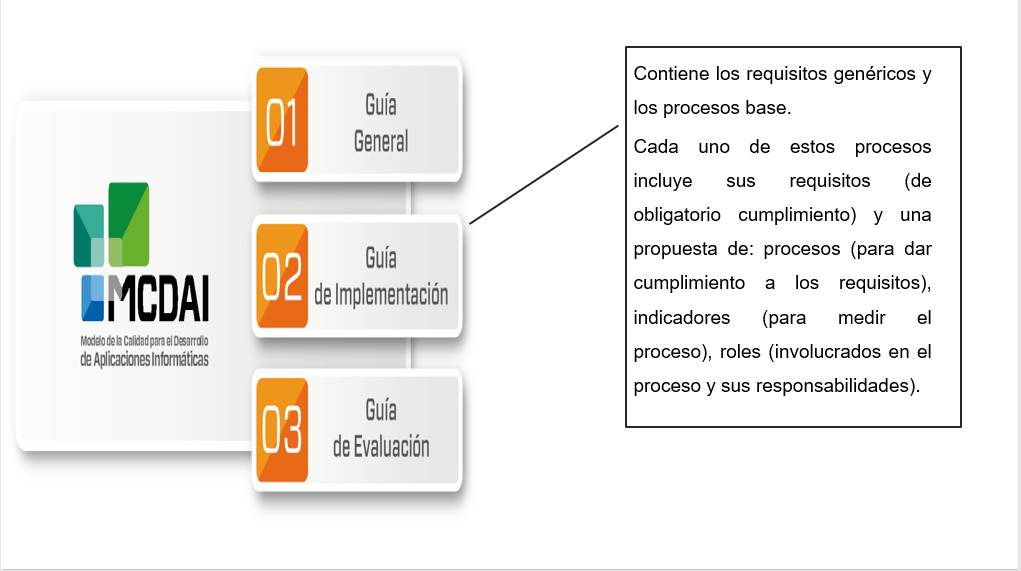 MCDAI
Modelo de la Calidad para el Desarrollo
de Aplicaciones Informáticas
01
Guía
General
02
Guía
de Implementación
03
Guía
de Evaluación
Contiene los requisitos genéricos y
los procesos base.
Cada uno de estos procesos
incluye sus requisitos (de
obligatorio cumplimiento) y una
propuesta de: procesos (para dar
cumplimiento a los requisitos),
indicadores (para medir el
proceso), roles (involucrados en el
proceso y sus responsabilidades).